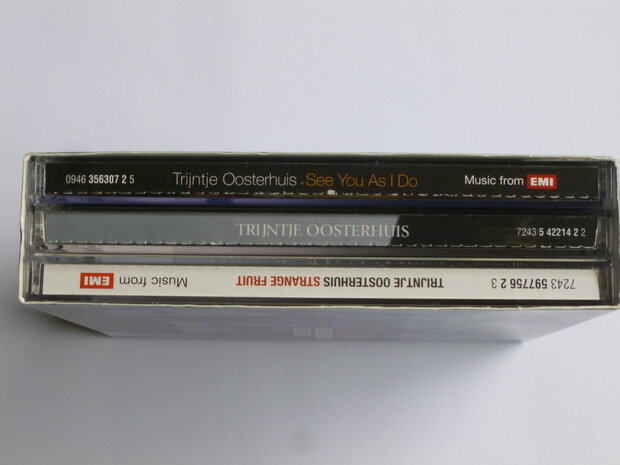 0946 356307 2 5 Trijntje Oosterhuis · See You As I Do Music from EMI
TRIJNTJE OOSTERHUIS 7243 5 42214 2 2
7243 597756 2 3 TRIJNTJE OOSTERHUIS STRANGE FRUIT Music from EMI